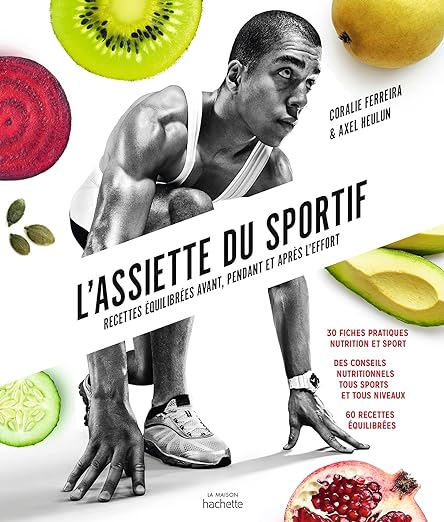 CORALIE FERREIRA
& AXEL HEULUN
L'ASSIETTE DU SPORTIF
RECETTES ÉQUILIBRÉES AVANT, PENDANT ET APRÈS L'EFFORT
30 FICHES PRATIQUES
NUTRITION ET SPORT
DES CONSEILS
NUTRITIONNELS
TOUS SPORTS
ET TOUS NIVEAUX
60 RECETTES
ÉQUILIBRÉES
LA MAISON
hachette